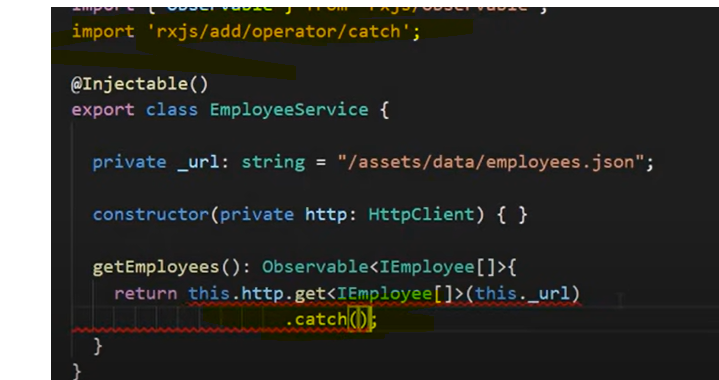 import { Observable } from 'rxjs/Observable';
import 'rxjs/add/operator/catch';
@Injectable()
export class EmployeeService {
private _url: string = "/assets/data/employees.json";
constructor(private http: HttpClient) { }
getEmployees(): Observable<IEmployee[]>{
return this.http.get<IEmployee[]>(this._url)
.catch();
}
}